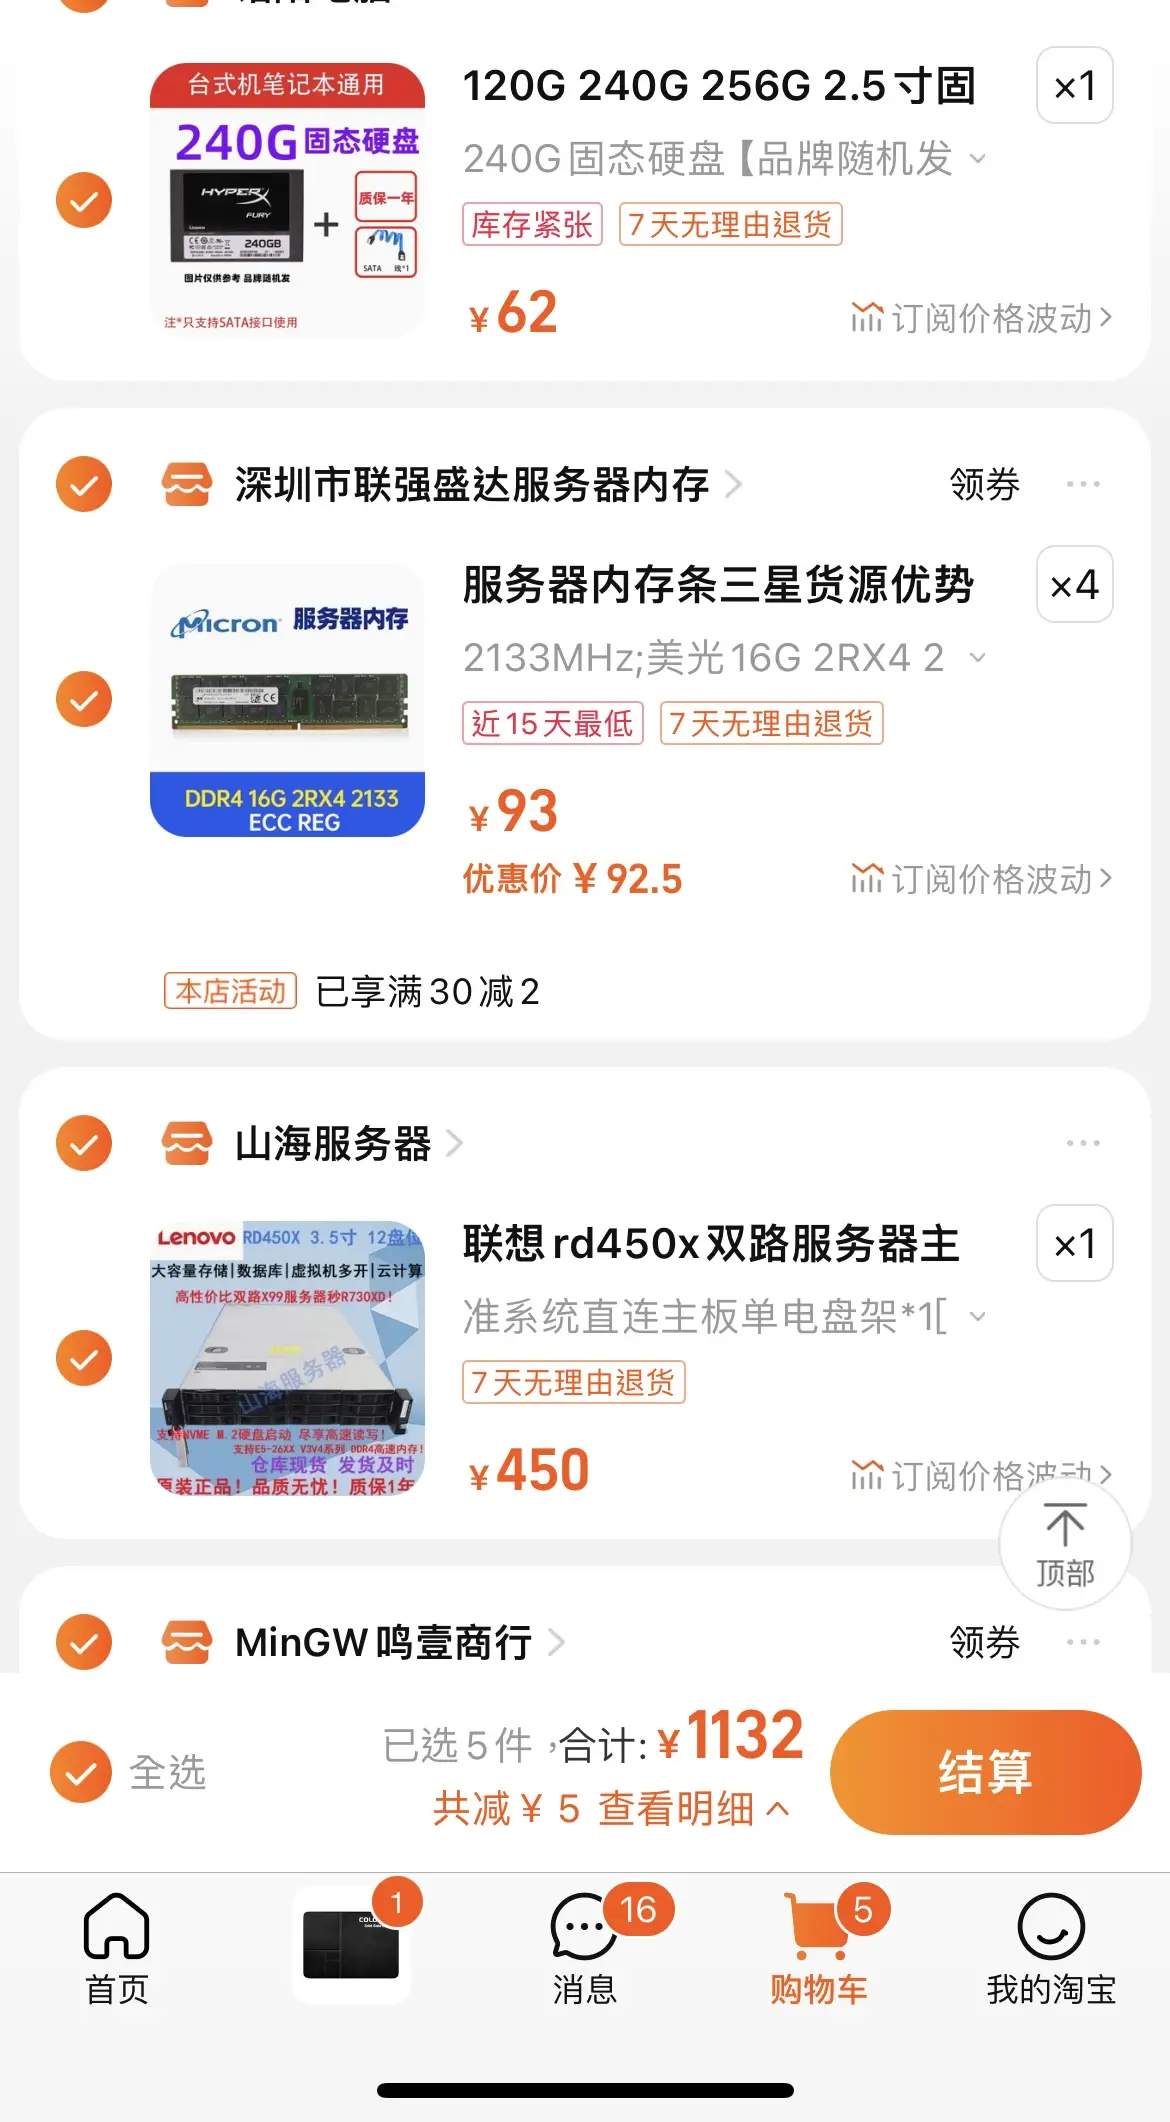 台式机笔记本通用
240G固态硬盘
HYPERX
FURY
240GB
+
质保一年
SATA 线*1
图片仅供参考 品牌随机发
注*只支持SATA接口使用
120G 240G 256G 2.5寸固
×1
240G固态硬盘【品牌随机发
库存紧张
7天无理由退货
¥62
订阅价格波动
深圳市联强盛达服务器内存
领券
Micron 服务器内存
DDR4 16G 2RX4 2133
ECC REG
服务器内存条三星货源优势
×4
2133MHz;美光16G 2RX4 2
近15天最低
7天无理由退货
¥93
优惠价 ¥92.5
订阅价格波动
本店活动 已享满30减2
山海服务器
Lenovo RD450X 3.5寸 12盘位
大容量存储|数据库|虚拟机多开|云计算
高性价比双路X99服务器秒R730XD!
山海服务器
支持NVME M.2硬盘启动 尽享高速读写!
支持E5-26XX V3V4系列 DDR4高速内存!
仓库现货 发货及时
原装正品!品质无忧!质保1年
联想rd450x双路服务器主
×1
准系统直连主板单电盘架*1[
7天无理由退货
¥450
订阅价格波动
顶部
MinGW鸣壹商行
领券
全选
已选5件,合计:¥1132
共减¥5 查看明细
结算
首页
1
消息
16
购物车
5
我的淘宝